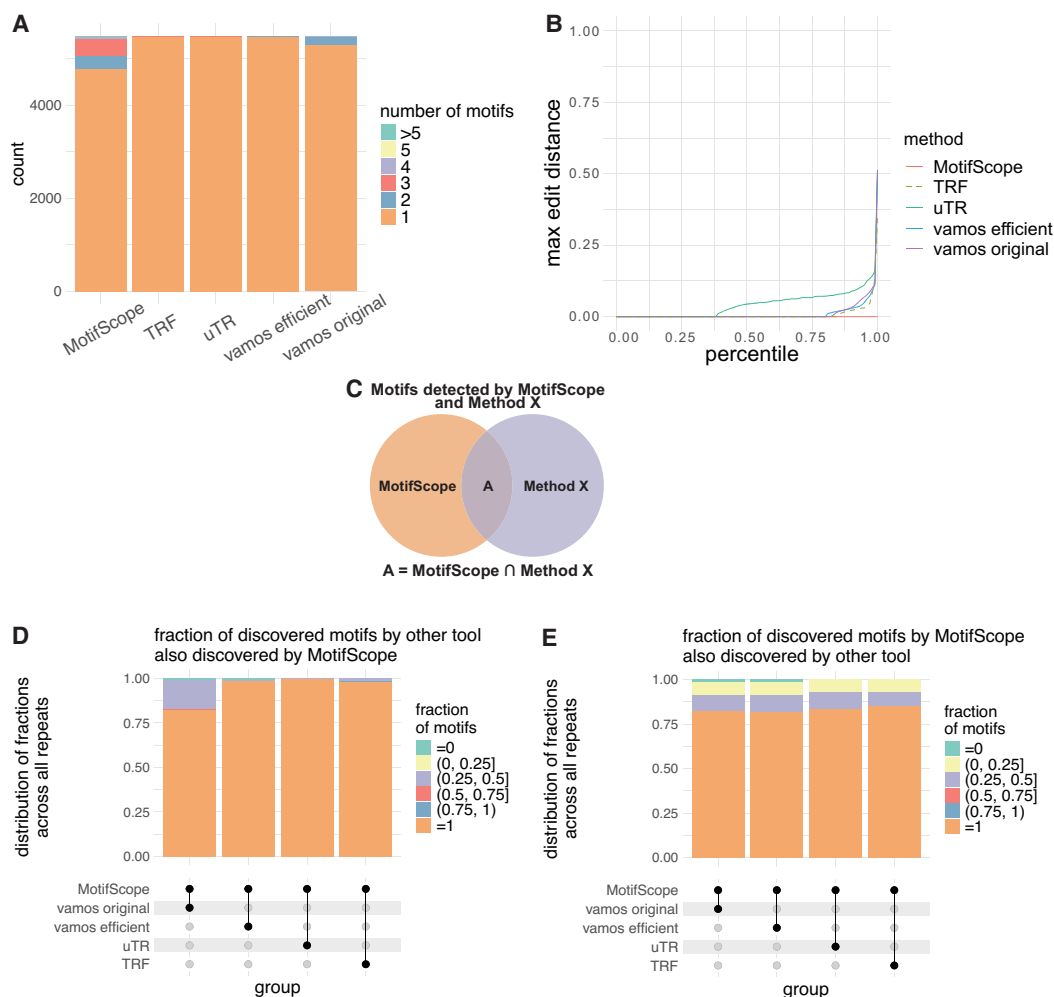 A
count
4000
2000
0
MotifScope
TRF
uTR
vamos efficient
vamos original
number of motifs
>5
5
4
3
2
1
B
max edit distance
1.00
0.75
0.50
0.25
0.00
0.00
0.25
0.50
0.75
1.00
percentile
method
MotifScope
TRF
uTR
vamos efficient
vamos original
C
Motifs detected by MotifScope
and Method X
MotifScope
A
Method X
A = MotifScope ∩ Method X
D
fraction of discovered motifs by other tool
also discovered by MotifScope
distribution of fractions
across all repeats
1.00
0.75
0.50
0.25
0.00
fraction
of motifs
=0
(0, 0.25]
(0.25, 0.5]
(0.5, 0.75]
(0.75, 1)
=1
MotifScope
vamos original
vamos efficient
uTR
TRF
group
E
fraction of discovered motifs by MotifScope
also discovered by other tool
distribution of fractions
across all repeats
1.00
0.75
0.50
0.25
0.00
fraction
of motifs
=0
(0, 0.25]
(0.25, 0.5]
(0.5, 0.75]
(0.75, 1)
=1
MotifScope
vamos original
vamos efficient
uTR
TRF
group